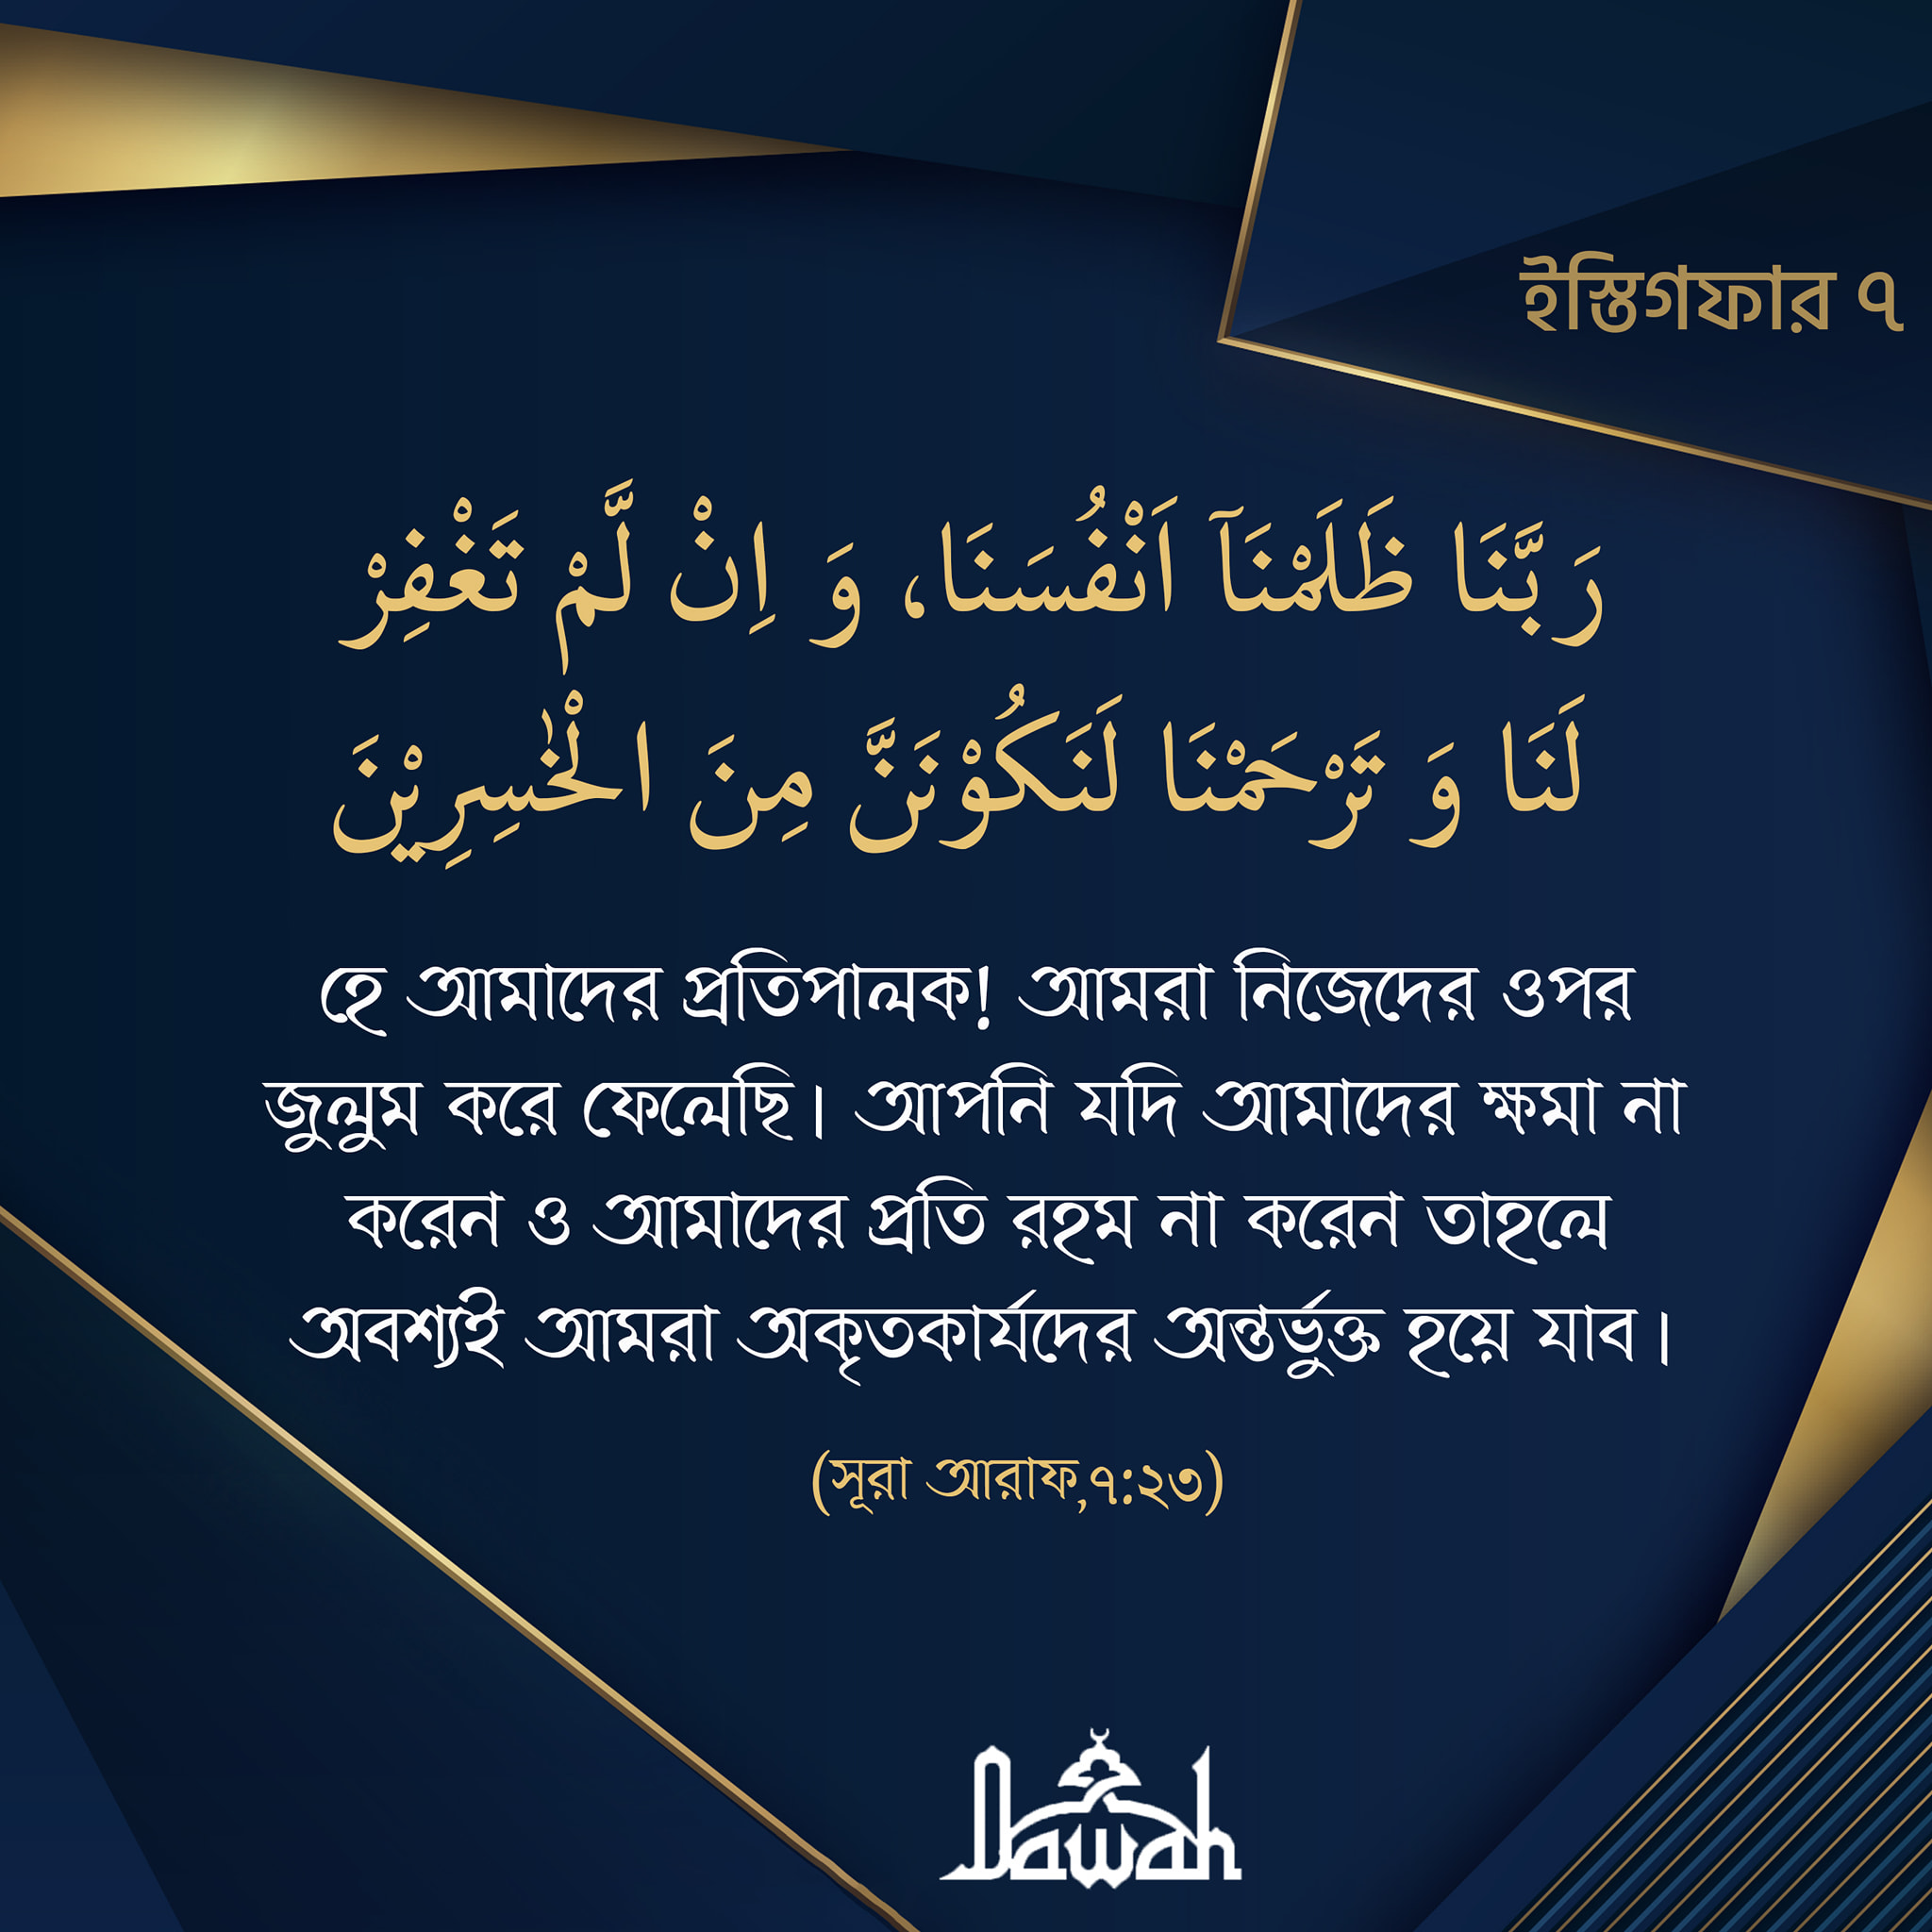 ইস্তিগফার ৭
رَبَّنَا ظَلَمْنَآ اَنْفُسَنَا، وَ اِنْ لَّمْ تَغْفِرْ
لَنَا وَ تَرْحَمْنَا لَنَكُوْنَنَّ مِنَ الْخٰسِرِيْنَ
হে আমাদের প্রতিপালক! আমরা নিজেদের ওপর
জুলুম করে ফেলেছি। আপনি যদি আমাদের ক্ষমা না
করেন ও আমাদের প্রতি রহম না করেন তাহলে
অবশ্যই আমরা অকৃতকার্যদের অন্তর্ভুক্ত হয়ে যাব।
(সূরা আরাফ,৭:২৩)
Dawah